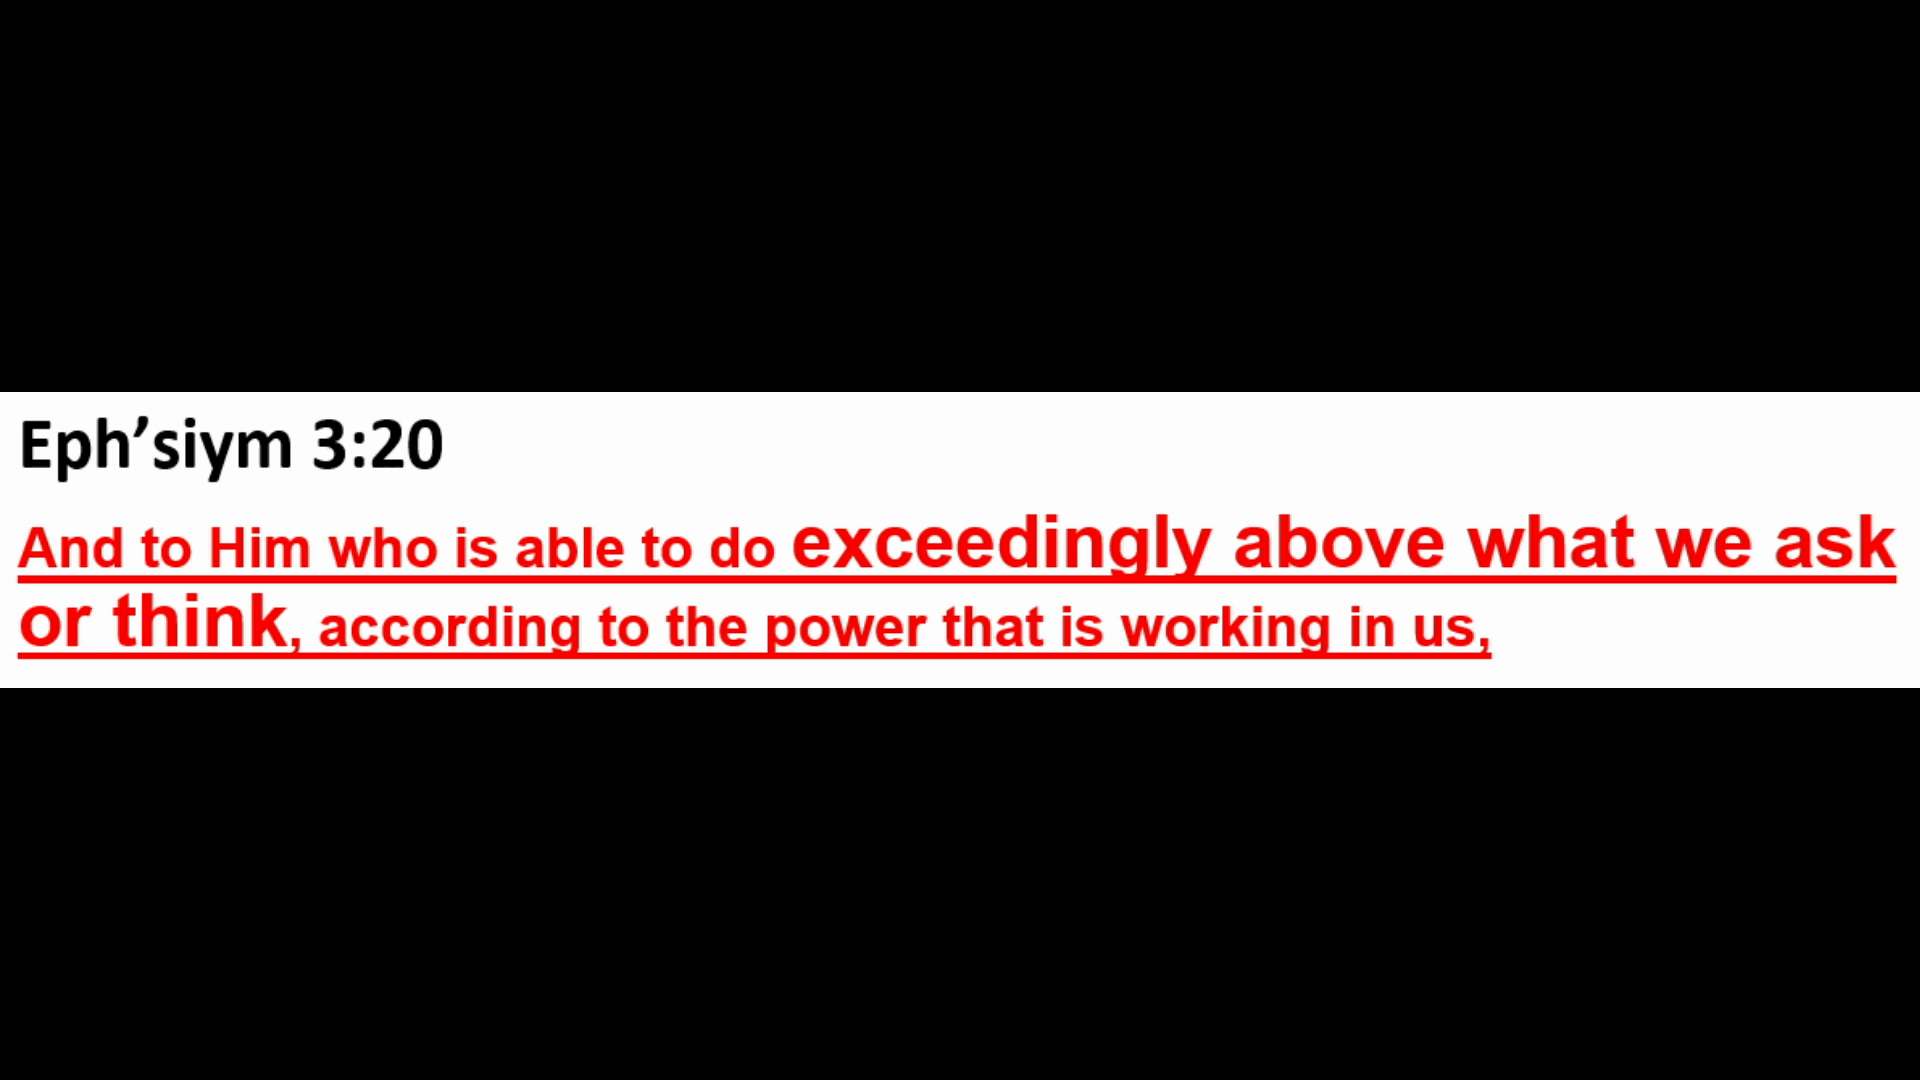 Eph’siym 3:20
And to Him who is able to do exceedingly above what we ask
or think, according to the power that is working in us,